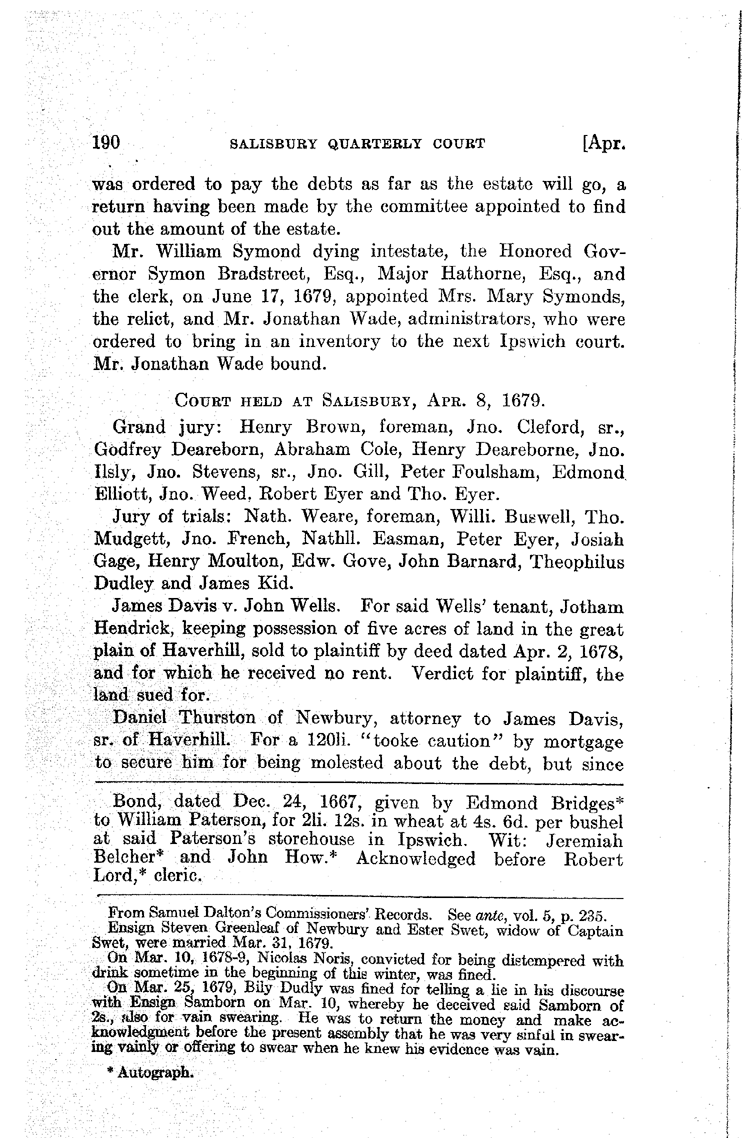 190 SALISBURY QUARTERLY COURT [Apr.
was ordered to pay the debts as far as the estate will go, a
return having been made by the committee appointed to find
out the amount of the estate.
Mr. William Symond dying intestate, the Honored Gov-
ernor Symon Bradstreet, Esq., Major Hathorne, Esq., and
the clerk, on June 17, 1679, appointed Mrs. Mary Symonds,
the relict, and Mr. Jonathan Wade, administrators, who were
ordered to bring in an inventory to the next Ipswich court.
Mr. Jonathan Wade bound.
COURT HELD AT SALISBURY, APR. 8, 1679.
Grand jury: Henry Brown, foreman, Jno. Cleford, sr.,
Godfrey Deareborn, Abraham Cole, Henry Deareborne, Jno.
Ilsly, Jno. Stevens, sr., Jno. Gill, Peter Foulsham, Edmond
Elliott, Jno. Weed, Robert Eyer and Tho. Eyer.
Jury of trials: Nath. Weare, foreman, Willi. Buswell, Tho.
Mudgett, Jno. French, Nathll. Easman, Peter Eyer, Josiah
Gage, Henry Moulton, Edw. Gove, John Barnard, Theophilus
Dudley and James Kid.
James Davis v. John Wells. For said Wells' tenant, Jotham
Hendrick, keeping possession of five acres of land in the great
plain of Haverhill, sold to plaintiff by deed dated Apr. 2, 1678,
and for which he received no rent. Verdict for plaintiff, the
land sued for.
Daniel Thurston of Newbury, attorney to James Davis,
sr. of Haverhill. For a 120li. "tooke caution" by mortgage
to secure him for being molested about the debt, but since
Bond, dated Dec. 24, 1667, given by Edmond Bridges*
to William Paterson, for 2li. 12s. in wheat at 4s. 6d. per bushel
at said Paterson's storehouse in Ipswich. Wit: Jeremiah
Belcher* and John How.* Acknowledged before Robert
Lord,* cleric.
From Samuel Dalton's Commissioners' Records. See ante, vol. 5, p. 235.
Ensign Steven Greenleaf of Newbury and Ester Swet, widow of Captain
Swet, were married Mar. 31, 1679.
On Mar. 10, 1678-9, Nicolas Noris, convicted for being distempered with
drink sometime in the beginning of this winter, was fined.
On Mar. 25, 1679, Bily Dudly was fined for telling a lie in his discourse
with Ensign Samborn on Mar. 10, whereby he deceived said Samborn of
2s., also for vain swearing. He was to return the money and make ac-
knowledgment before the present assembly that he was very sinful in swear-
ing vainly or offering to swear when he knew his evidence was vain.
* Autograph.